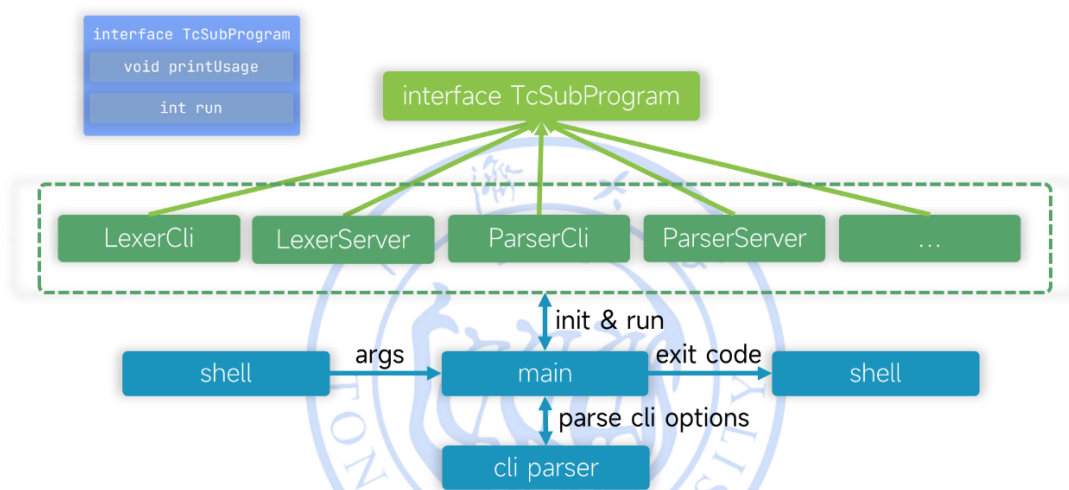 interface TcSubProgram
void printUsage
int run
interface TcSubProgram
LexerCli
LexerServer
ParserCli
ParserServer
...
init & run
shell
args
main
exit code
shell
parse cli options
cli parser